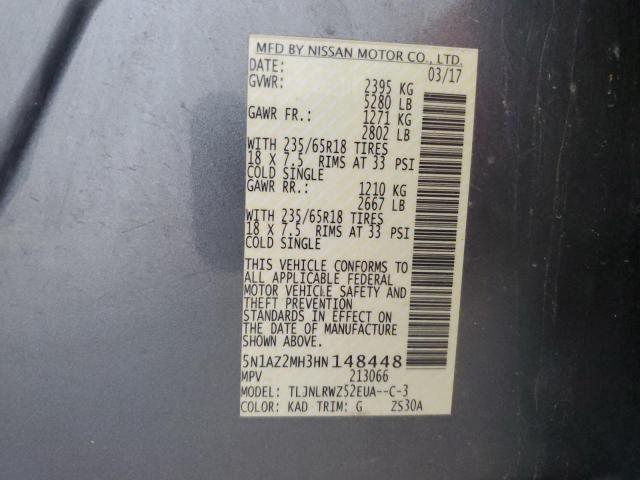 MFD BY NISSAN MOTOR CO., LTD.
DATE: 03/17
GVWR: 2395 KG
5280 LB
GAWR FR.: 1271 KG
2802 LB
WITH 235/65R18 TIRES
18 X 7.5 RIMS AT 33 PSI
COLD SINGLE
GAWR RR.: 1210 KG
2667 LB
WITH 235/65R18 TIRES
18 X 7.5 RIMS AT 33 PSI
COLD SINGLE
THIS VEHICLE CONFORMS TO
ALL APPLICABLE FEDERAL
MOTOR VEHICLE SAFETY AND
THEFT PREVENTION
STANDARDS IN EFFECT ON
THE DATE OF MANUFACTURE
SHOWN ABOVE.
5N1AZ2MH3HN148448
MPV 213066
MODEL: TLJNLRWZ52EUA--C-3
COLOR: KAD TRIM: G ZS30A